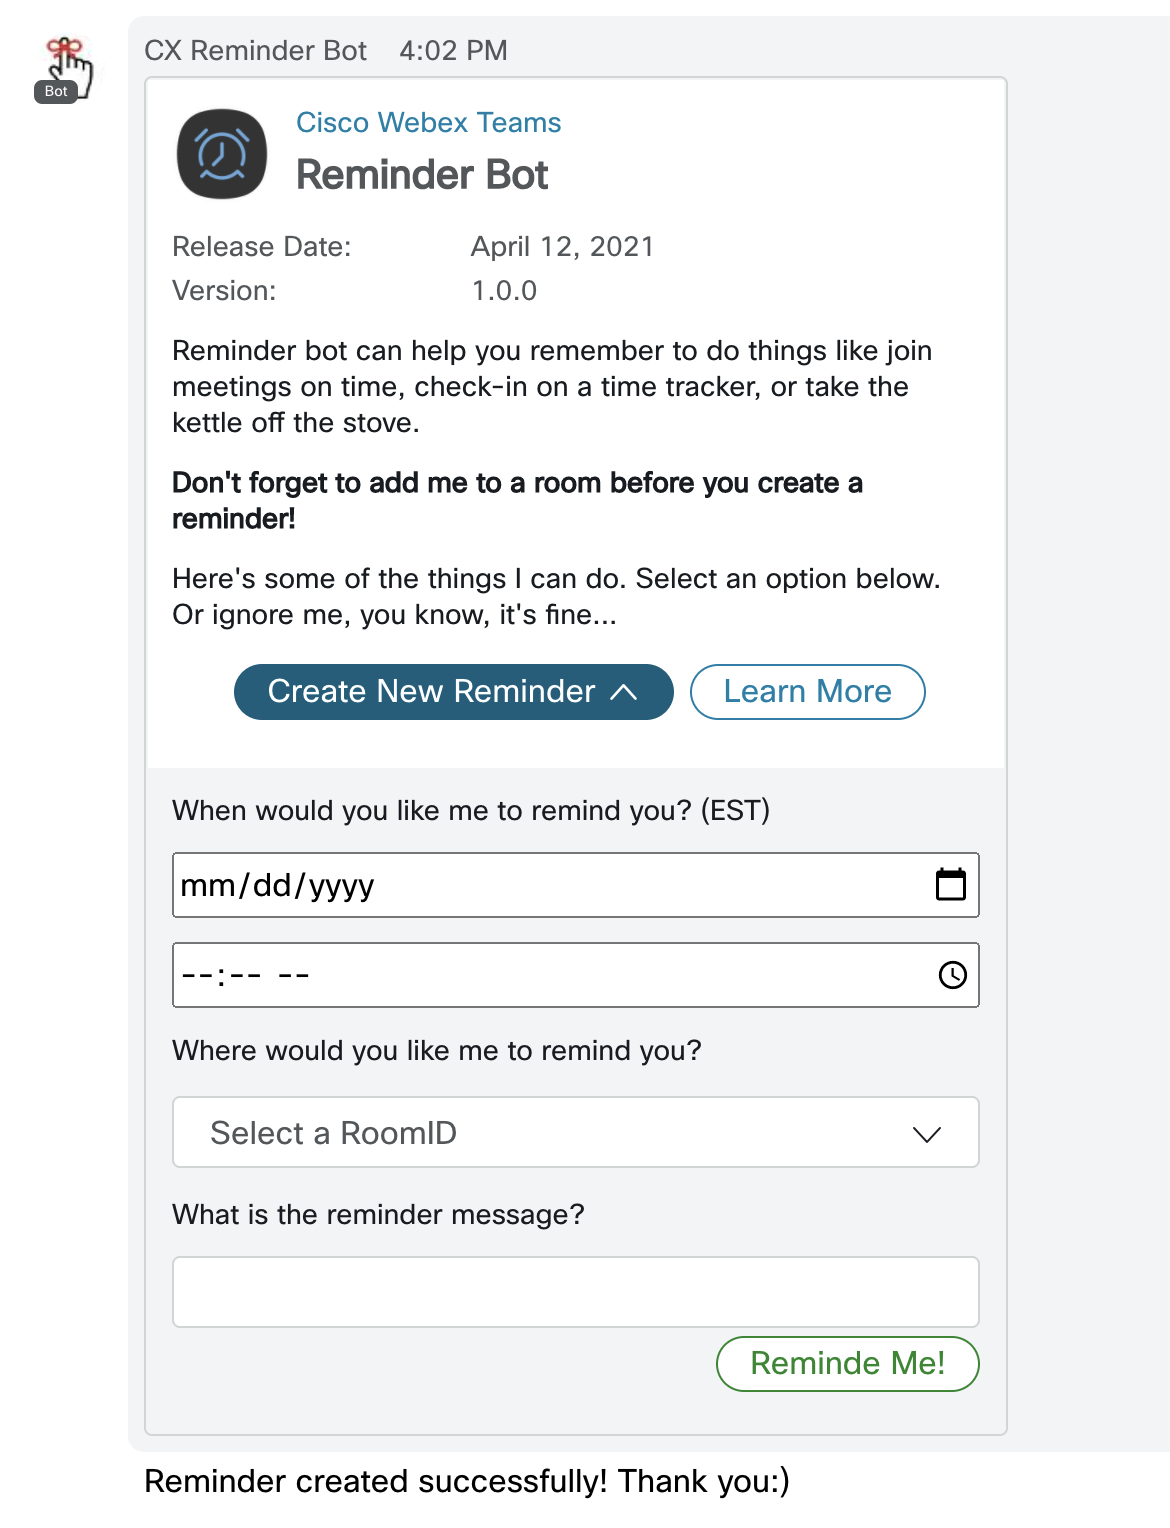 CX Reminder Bot 4:02 PM
Bot
Cisco Webex Teams
Reminder Bot
Release Date: April 12, 2021
Version: 1.0.0
Reminder bot can help you remember to do things like join
meetings on time, check-in on a time tracker, or take the
kettle off the stove.
Don't forget to add me to a room before you create a
reminder!
Here's some of the things I can do. Select an option below.
Or ignore me, you know, it's fine...
Create New Reminder Learn More
When would you like me to remind you? (EST)
mm/dd/yyyy
--:-- --
Where would you like me to remind you?
Select a RoomID
What is the reminder message?
Reminde Me!
Reminder created successfully! Thank you:)